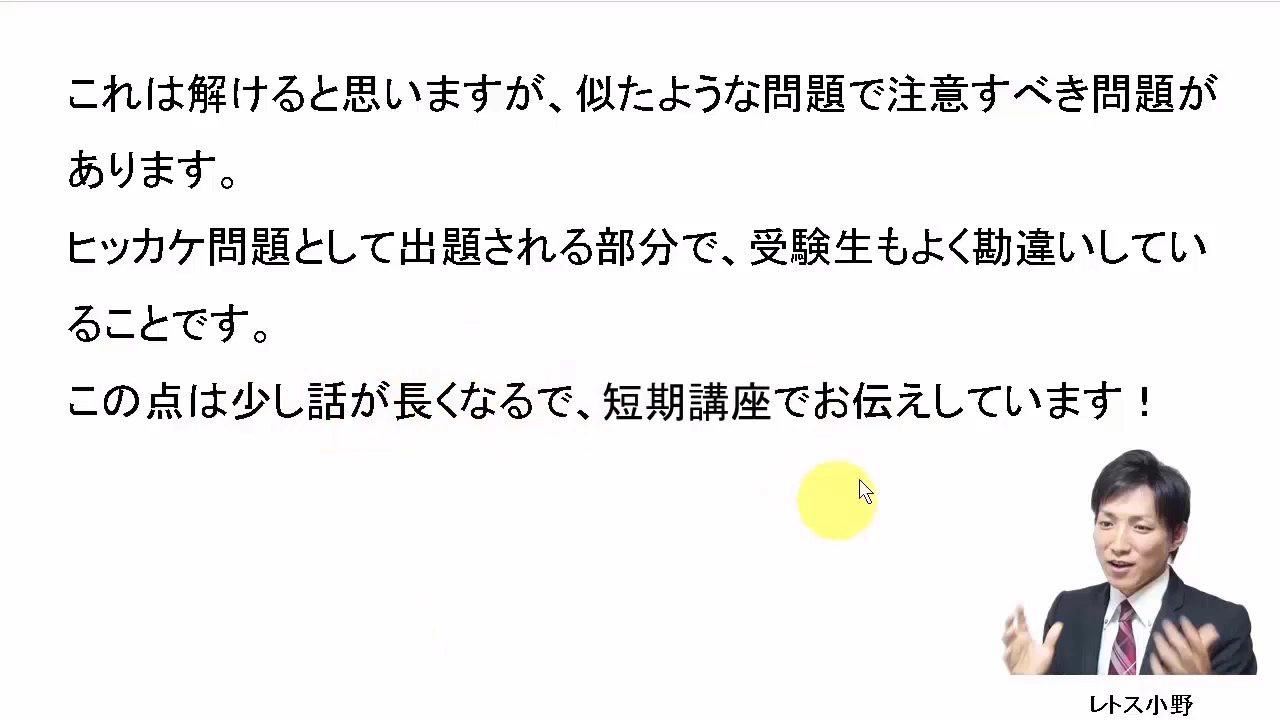 これは解けると思いますが、似たような問題で注意すべき問題が
あります。
ヒッカケ問題として出題される部分で、受験生もよく勘違いしてい
ることです。
この点は少し話が長くなるで、短期講座でお伝えしています！
レトス小野